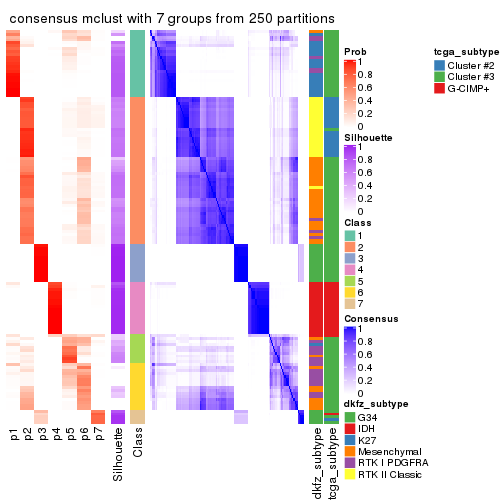 consensus mclust with 7 groups from 250 partitions
Prob
1
0.8
0.6
0.4
0.2
0
Silhouette
1
0.8
0.6
0.4
0.2
0
Class
1
2
3
4
5
6
7
Consensus
1
0.8
0.6
0.4
0.2
0
dkfz_subtype
G34
IDH
K27
Mesenchymal
RTK I PDGFRA
RTK II Classic
tcga_subtype
Cluster #2
Cluster #3
G-CIMP+
p1
p2
p3
p4
p5
p6
p7
Silhouette
Class
dkfz_subtype
tcga_subtype